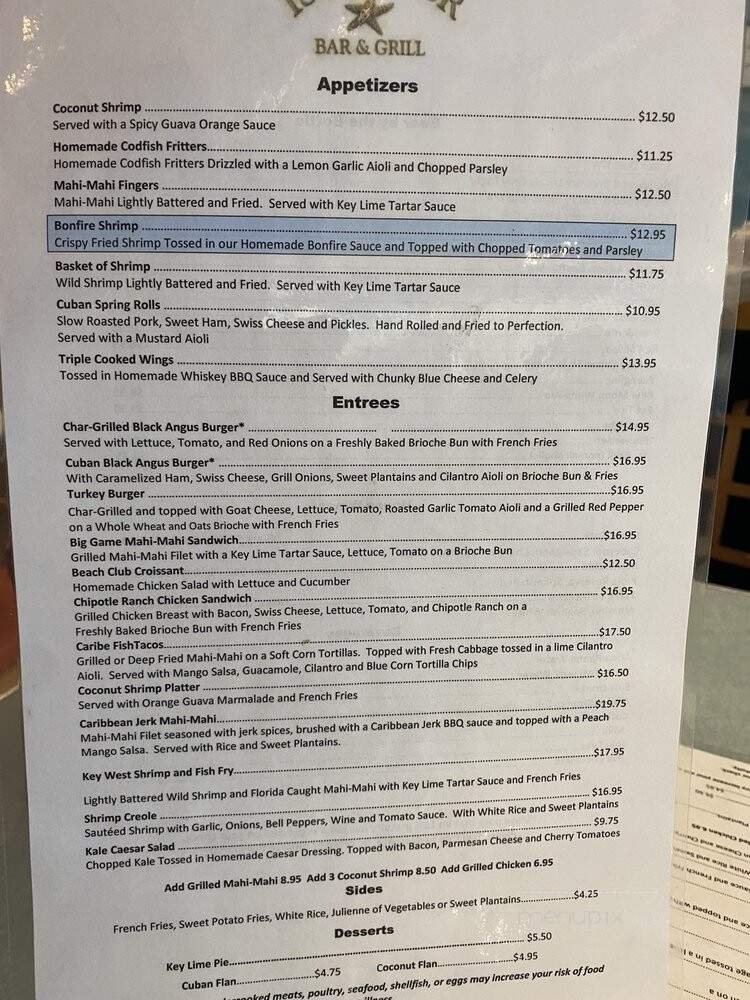 BAR & GRILL
Appetizers
Coconut Shrimp ........ $12.50
Served with a Spicy Guava Orange Sauce
Homemade Codfish Fritters........ $11.25
Homemade Codfish Fritters Drizzled with a Lemon Garlic Aioli and Chopped Parsley
Mahi-Mahi Fingers ........ $12.50
Mahi-Mahi Lightly Battered and Fried. Served with Key Lime Tartar Sauce
Bonfire Shrimp ........ $12.95
Crispy Fried Shrimp Tossed in our Homemade Bonfire Sauce and Topped with Chopped Tomatoes and Parsley
Basket of Shrimp ........ $11.75
Wild Shrimp Lightly Battered and Fried. Served with Key Lime Tartar Sauce
Cuban Spring Rolls ........ $10.95
Slow Roasted Pork, Sweet Ham, Swiss Cheese and Pickles. Hand Rolled and Fried to Perfection.
Served with a Mustard Aioli
Triple Cooked Wings ........ $13.95
Tossed in Homemade Whiskey BBQ Sauce and Served with Chunky Blue Cheese and Celery
Entrees
Char-Grilled Black Angus Burger* ........ $14.95
Served with Lettuce, Tomato, and Red Onions on a Freshly Baked Brioche Bun with French Fries
Cuban Black Angus Burger* ........ $16.95
With Caramelized Ham, Swiss Cheese, Grill Onions, Sweet Plantains and Cilantro Aioli on Brioche Bun & Fries
Turkey Burger ........$16.95
Char-Grilled and topped with Goat Cheese, Lettuce, Tomato, Roasted Garlic Tomato Aioli and a Grilled Red Pepper
on a Whole Wheat and Oats Brioche with French Fries
Big Game Mahi-Mahi Sandwich........$16.95
Grilled Mahi-Mahi Filet with a Key Lime Tartar Sauce, Lettuce, Tomato on a Brioche Bun
Beach Club Croissant........$12.50
Homemade Chicken Salad with Lettuce and Cucumber
Chipotle Ranch Chicken Sandwich ........ $16.95
Grilled Chicken Breast with Bacon, Swiss Cheese, Lettuce, Tomato, and Chipotle Ranch on a
Freshly Baked Brioche Bun with French Fries
Caribe FishTacos........$17.50
Grilled or Deep Fried Mahi-Mahi on a Soft Corn Tortillas. Topped with Fresh Cabbage tossed in a lime Cilantro
Aioli. Served with Mango Salsa, Guacamole, Cilantro and Blue Corn Tortilla Chips
Coconut Shrimp Platter ........ $16.50
Served with Orange Guava Marmalade and French Fries
Caribbean Jerk Mahi-Mahi........$19.75
Mahi-Mahi Filet seasoned with jerk spices, brushed with a Caribbean Jerk BBQ sauce and topped with a Peach
Mango Salsa. Served with Rice and Sweet Plantains.
Key West Shrimp and Fish Fry........$17.95
Lightly Battered Wild Shrimp and Florida Caught Mahi-Mahi with Key Lime Tartar Sauce and French Fries
Shrimp Creole ........ $16.95
Sautéed Shrimp with Garlic, Onions, Bell Peppers, Wine and Tomato Sauce. With White Rice and Sweet Plantains
Kale Caesar Salad ........ $9.75
Chopped Kale Tossed in Homemade Caesar Dressing. Topped with Bacon, Parmesan Cheese and Cherry Tomatoes
Add Grilled Mahi-Mahi 8.95 Add 3 Coconut Shrimp 8.50 Add Grilled Chicken 6.95
Sides
French Fries, Sweet Potato Fries, White Rice, Julienne of Vegetables or Sweet Plantains........$4.25
Desserts
Key Lime Pie........ $5.50
Cuban Flan........$4.75 Coconut Flan........$4.95
meats, poultry, seafood, shellfish, or eggs may increase your risk of food
menupix